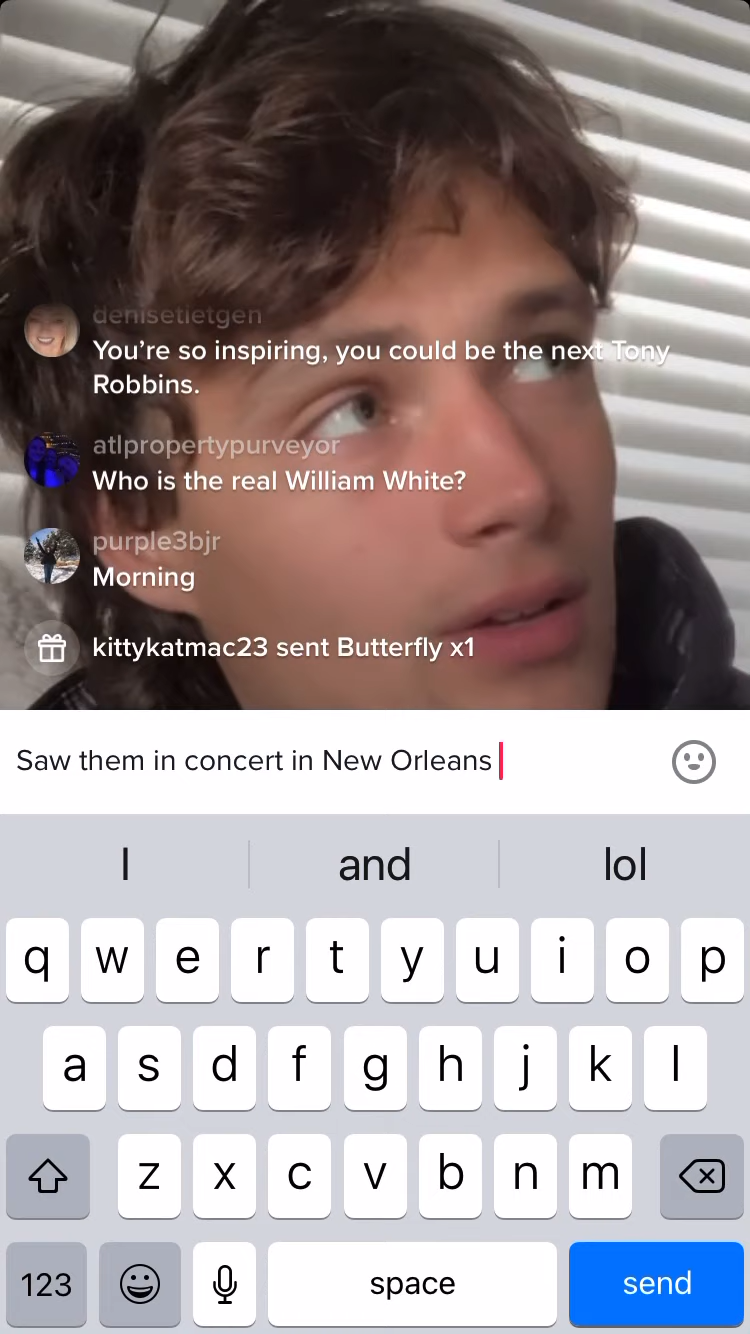 denisetietgen
You’re so inspiring, you could be the next Tony
Robbins.
atlpropertypurveyor
Who is the real William White?
purple3bjr
Morning
kittykatmac23 sent Butterfly x1
Saw them in concert in New Orleans
I and lol
q w e r t y u i o p
a s d f g h j k l
z x c v b n m
123 space send